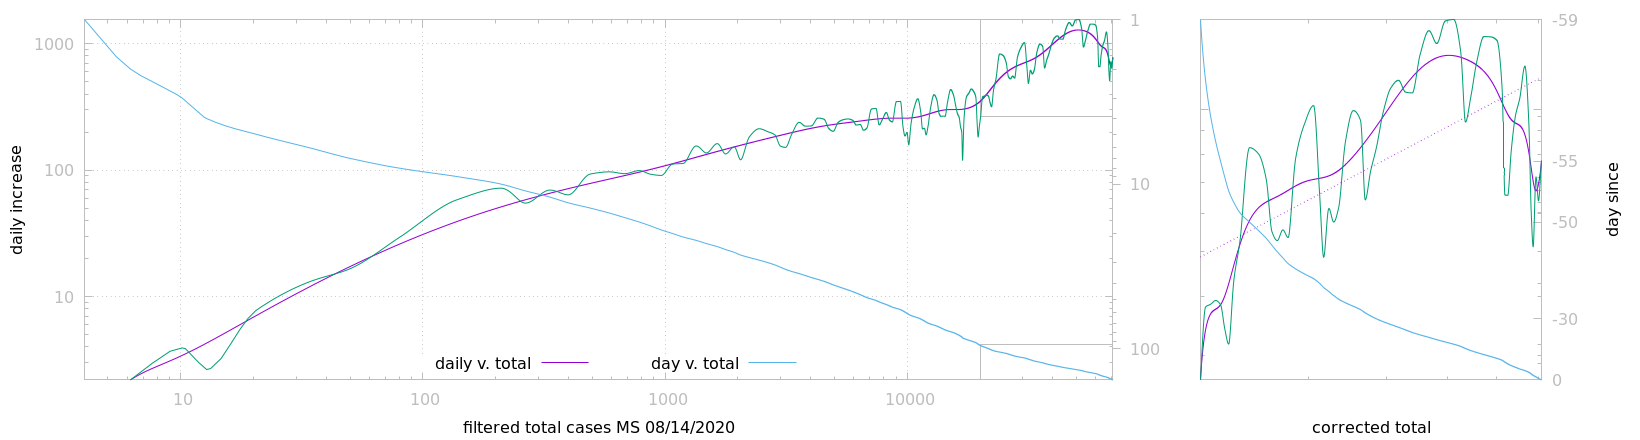 daily increase
1000
100
10
10
100
1000
10000
1
10
100
daily v. total
day v. total
filtered total cases MS 08/14/2020
-59
-55
-50
-30
0
day since
corrected total